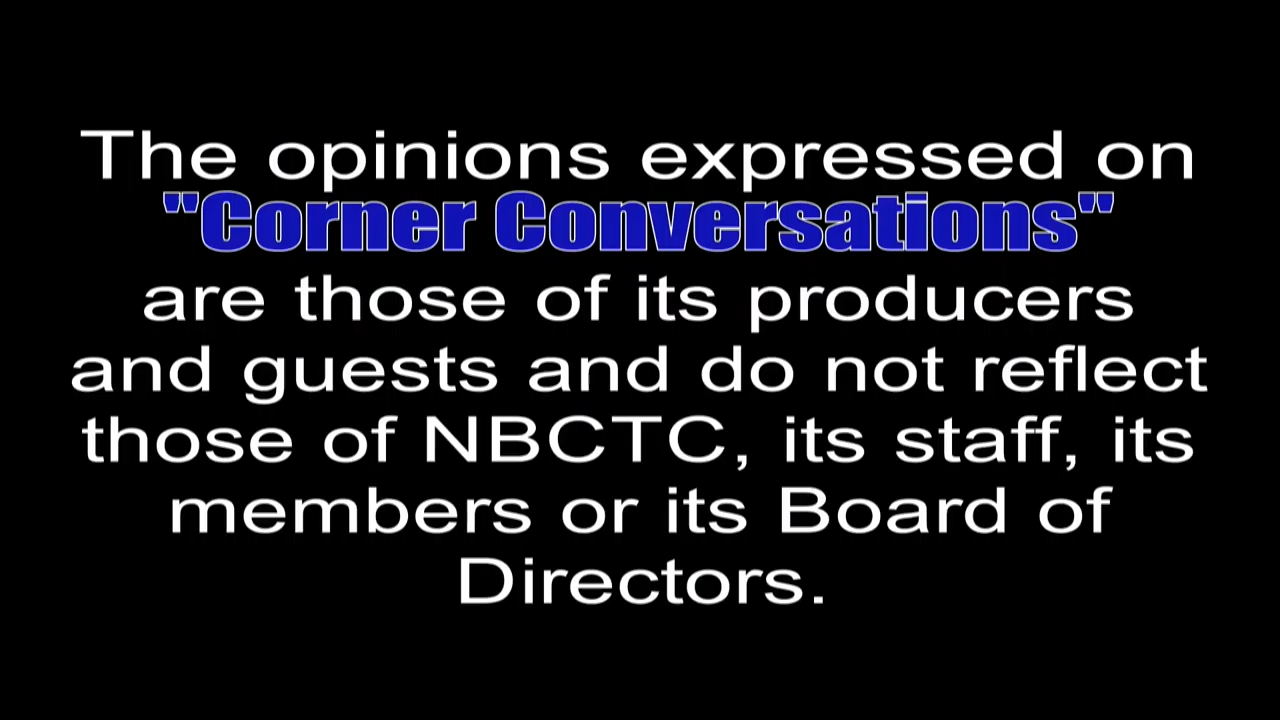 The opinions expressed on
"Corner Conversations"
are those of its producers
and guests and do not reflect
those of NBCTC, its staff, its
members or its Board of
Directors.